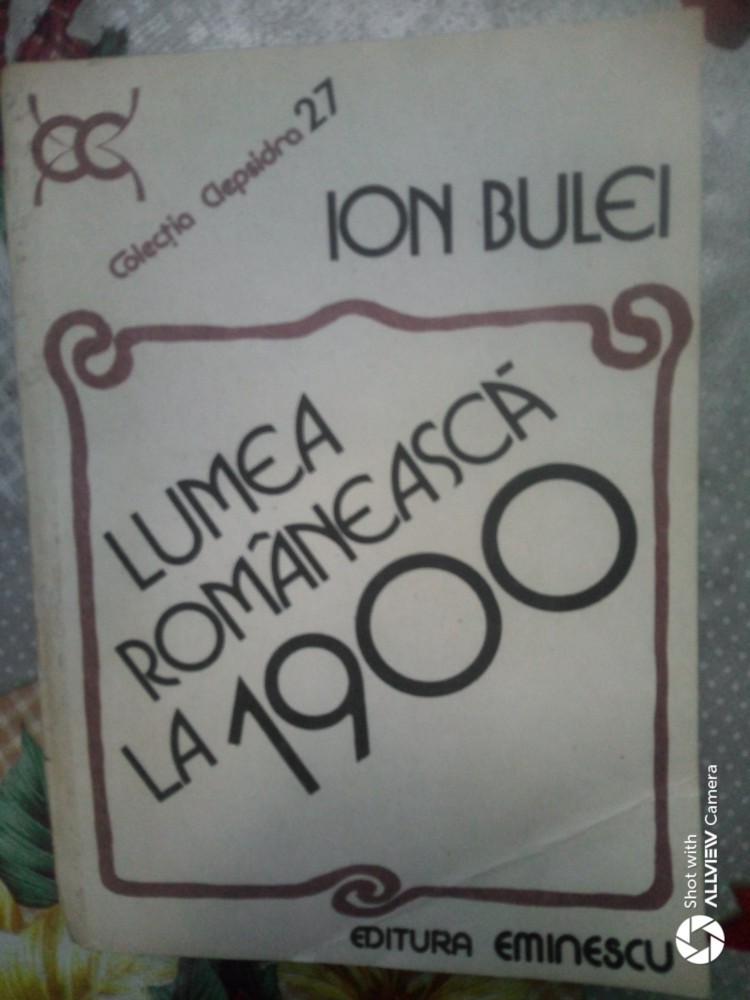 Colecția Clepsidra 27
ION BULEI
LUMEA
ROMÂNEASCĂ
LA 1900
EDITURA EMINESCU
Shot with
ALLVIEW Camera